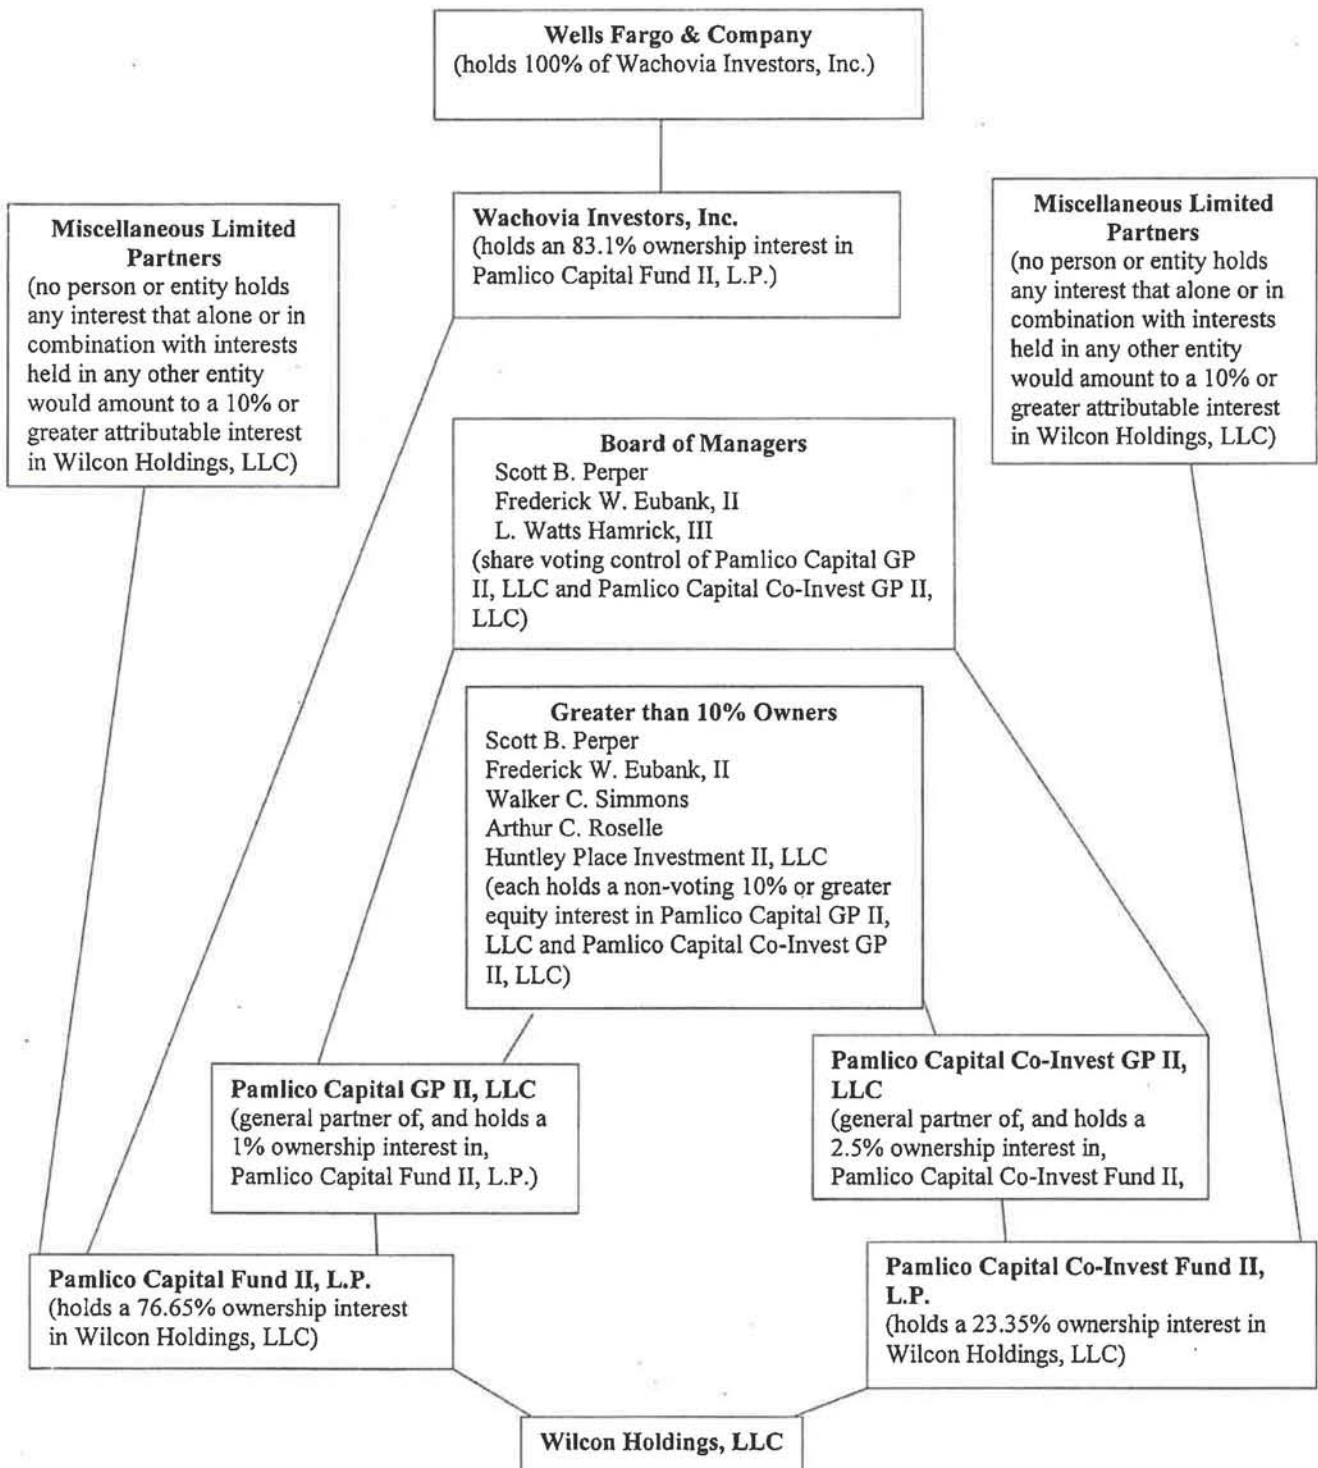 Wells Fargo & Company
(holds 100% of Wachovia Investors, Inc.)
Miscellaneous Limited
Partners
(no person or entity holds
any interest that alone or in
combination with interests
held in any other entity
would amount to a 10% or
greater attributable interest
in Wilcon Holdings, LLC)
Wachovia Investors, Inc.
(holds an 83.1% ownership interest in
Pamlico Capital Fund II, L.P.)
Miscellaneous Limited
Partners
(no person or entity holds
any interest that alone or in
combination with interests
held in any other entity
would amount to a 10% or
greater attributable interest
in Wilcon Holdings, LLC)
Board of Managers
Scott B. Perper
Frederick W. Eubank, II
L. Watts Hamrick, III
(share voting control of Pamlico Capital GP
II, LLC and Pamlico Capital Co-Invest GP II,
LLC)
Greater than 10% Owners
Scott B. Perper
Frederick W. Eubank, II
Walker C. Simmons
Arthur C. Roselle
Huntley Place Investment II, LLC
(each holds a non-voting 10% or greater
equity interest in Pamlico Capital GP II,
LLC and Pamlico Capital Co-Invest GP
II, LLC)
Pamlico Capital GP II, LLC
(general partner of, and holds a
1% ownership interest in,
Pamlico Capital Fund II, L.P.)
Pamlico Capital Co-Invest GP II,
LLC
(general partner of, and holds a
2.5% ownership interest in,
Pamlico Capital Co-Invest Fund II,
Pamlico Capital Fund II, L.P.
(holds a 76.65% ownership interest
in Wilcon Holdings, LLC)
Pamlico Capital Co-Invest Fund II,
L.P.
(holds a 23.35% ownership interest in
Wilcon Holdings, LLC)
Wilcon Holdings, LLC